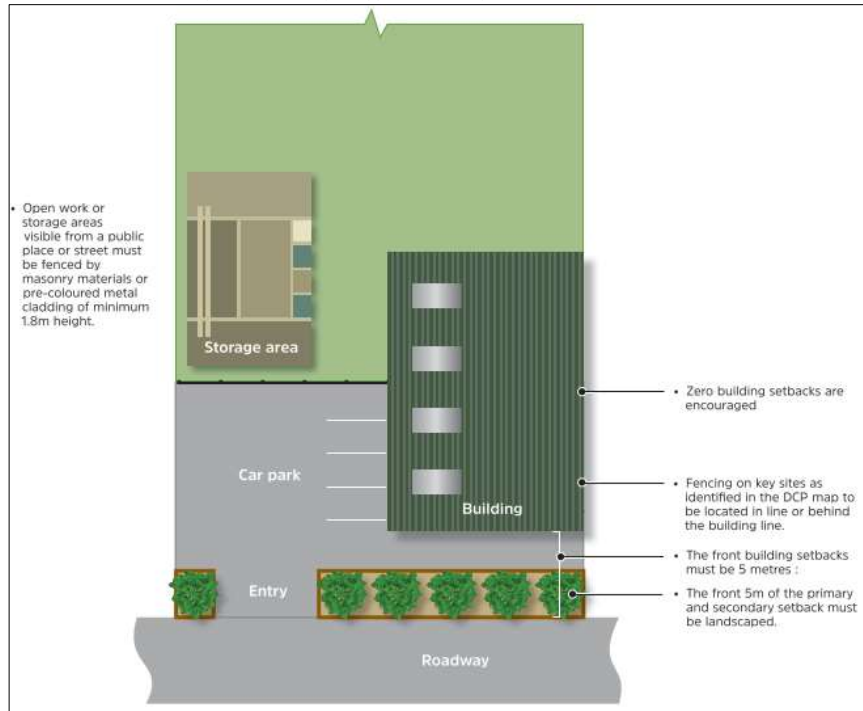 • Open work or
storage areas
visible from a public
place or street must
be fenced by
masonry materials or
pre-coloured metal
cladding of minimum
1.8m height.
Storage area
• Zero building setbacks are
encouraged
Car park
• Fencing on key sites as
identified in the DCP map to
be located in line or behind
the building line.
Building
• The front building setbacks
must be 5 metres :
Entry
• The front 5m of the primary
and secondary setback must
be landscaped.
Roadway